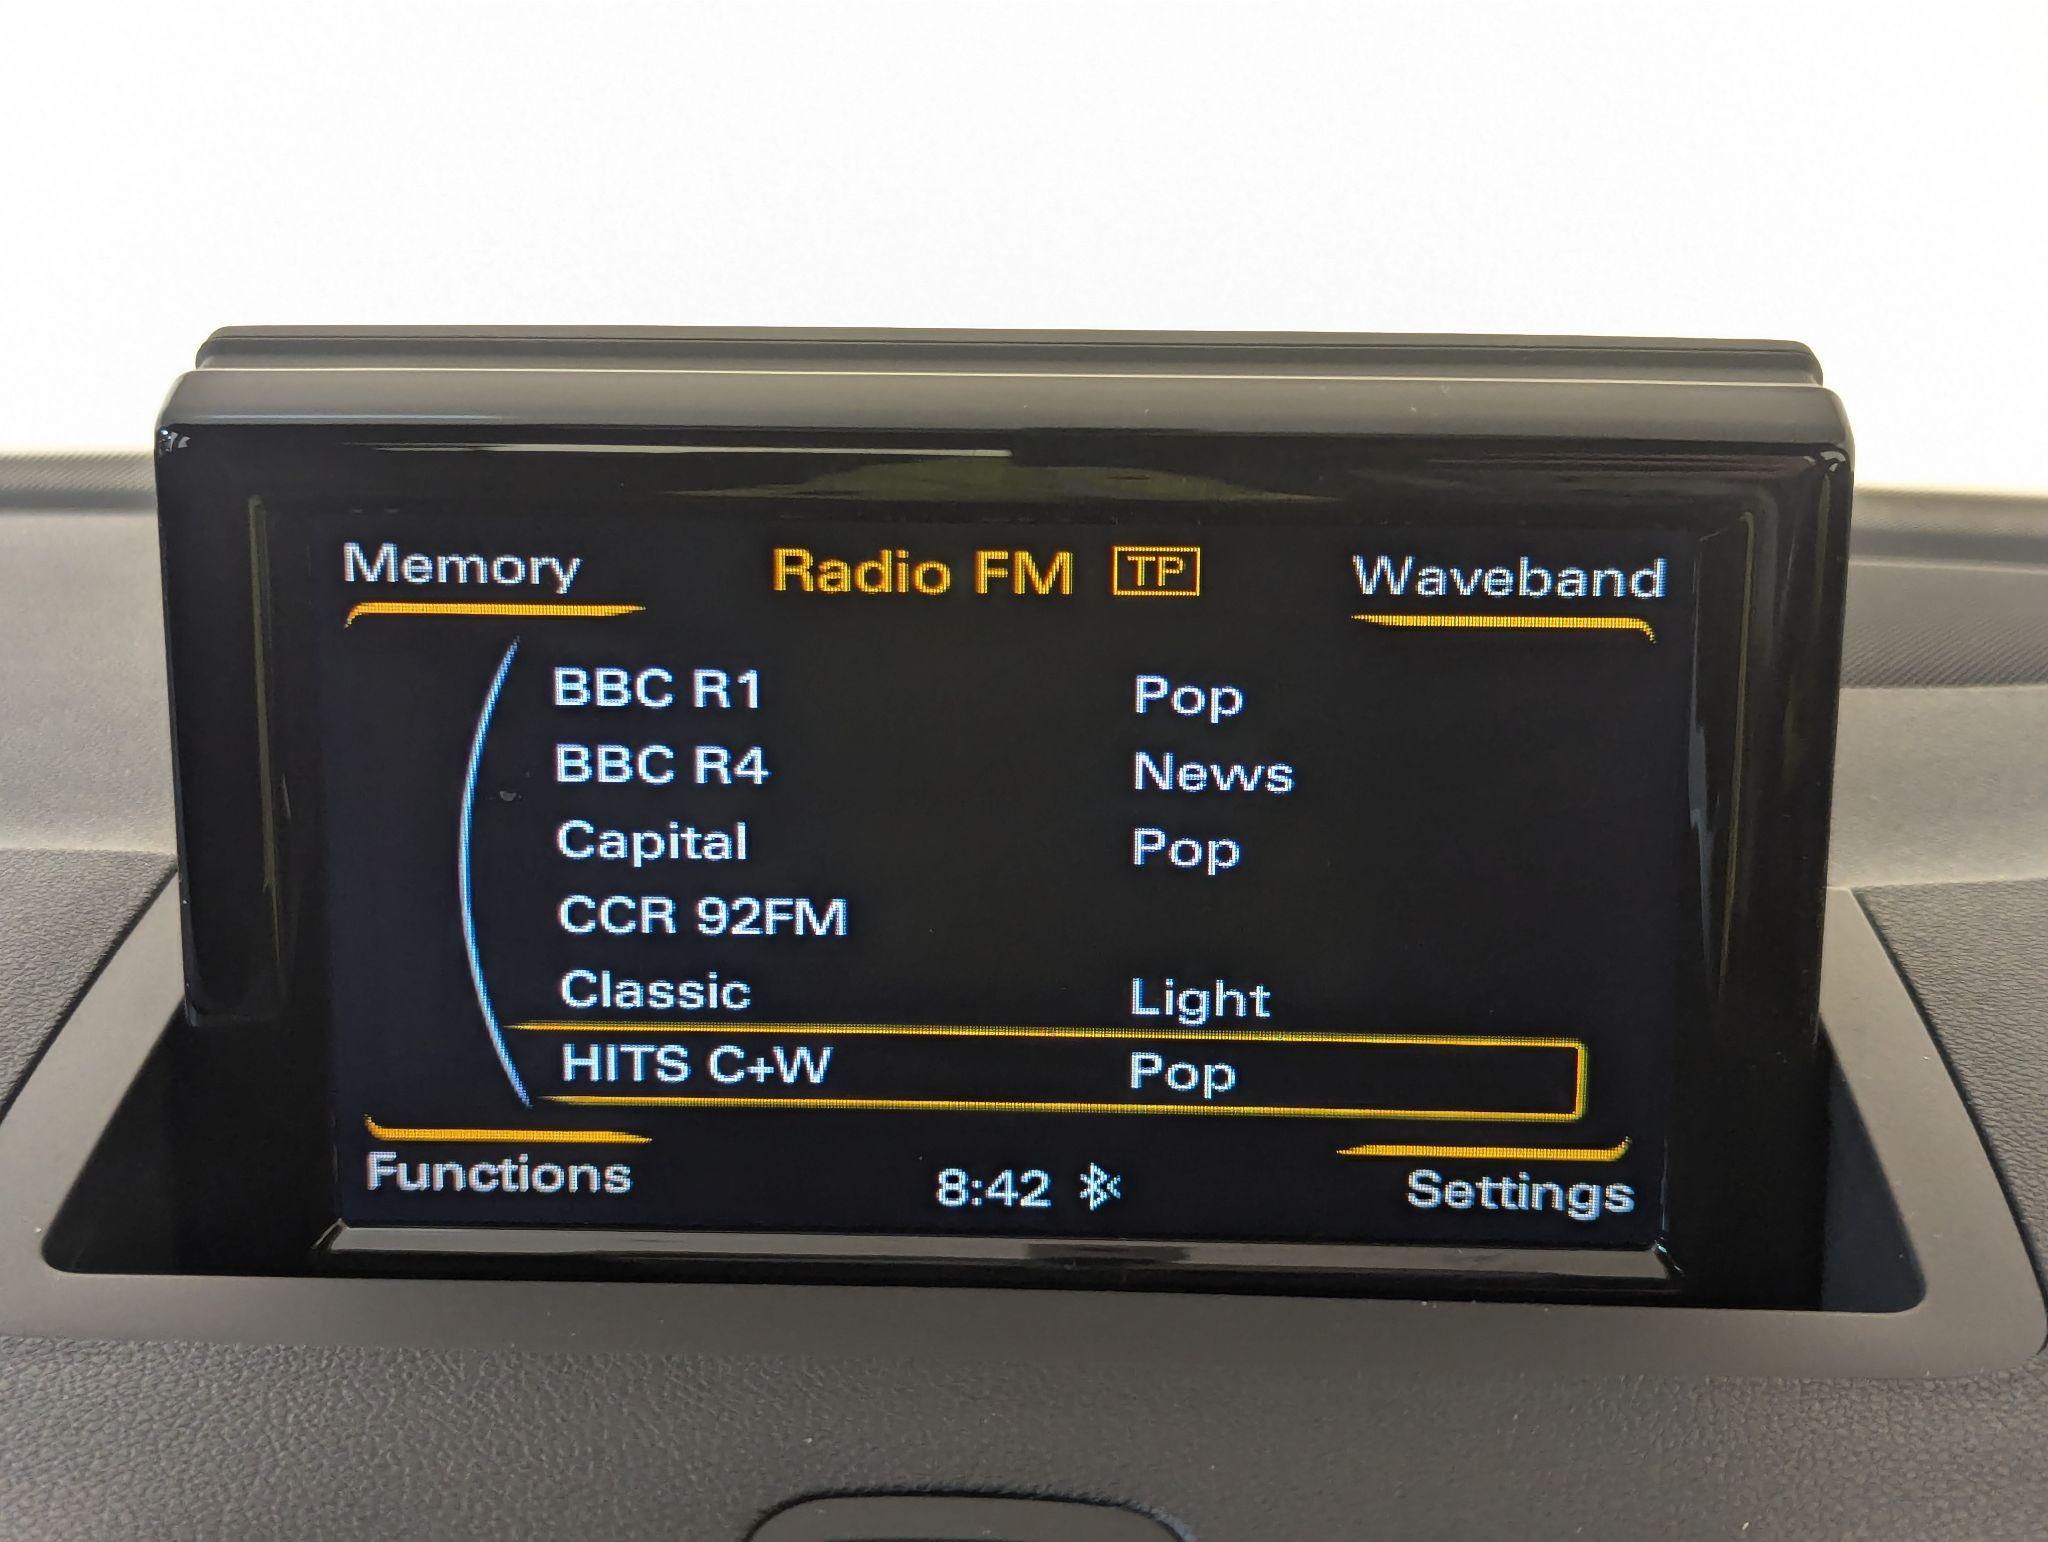 Memory Radio FM TP Waveband
BBC R1 Pop
BBC R4 News
Capital Pop
CCR 92FM
Classic Light
HITS C+W Pop
Functions 8:42 Settings